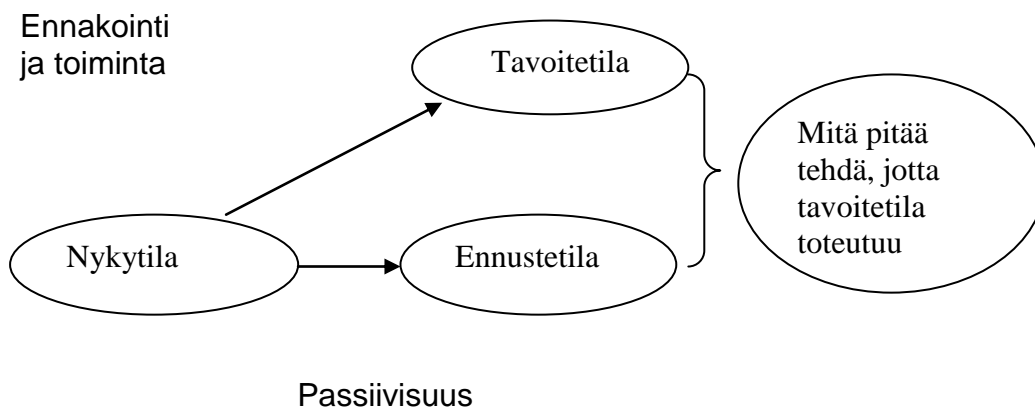 Ennakointi
ja toiminta
Tavoitetila
Mitä pitää
tehdä, jotta
tavoitetila
toteutuu
Nykytila
Ennustetila
Passiivisuus